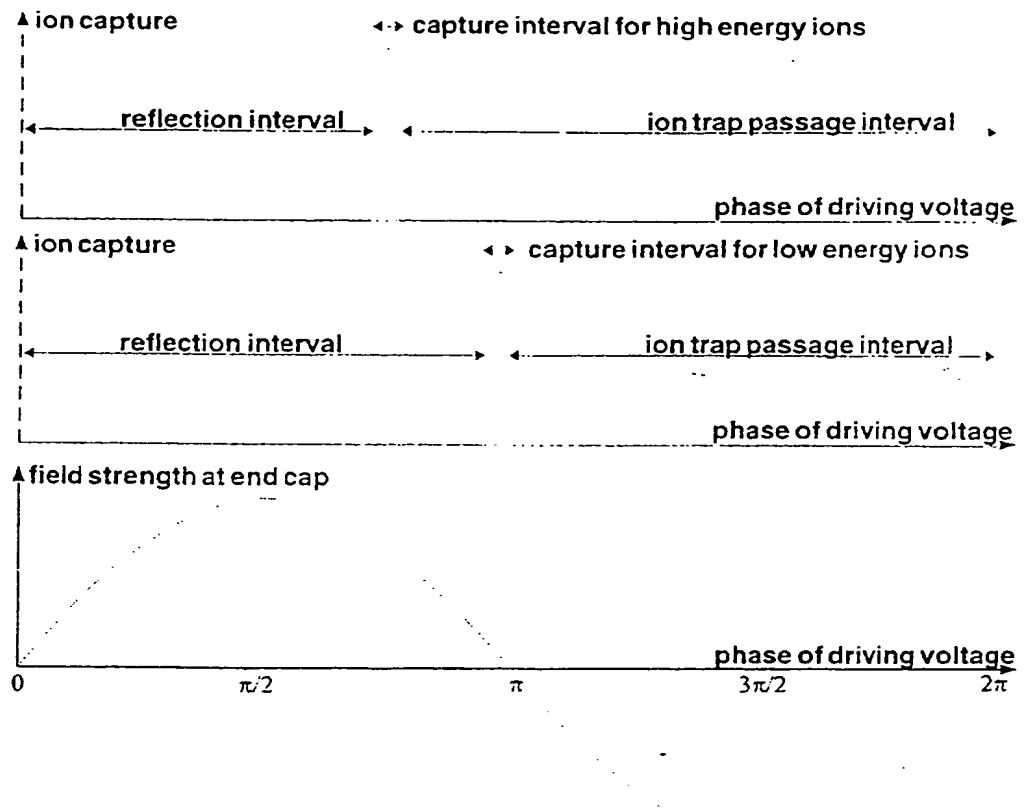 ion capture
capture interval for high energy ions
reflection interval
ion trap passage interval
phase of driving voltage
ion capture
capture interval for low energy ions
reflection interval
ion trap passage interval
phase of driving voltage
field strength at end cap
phase of driving voltage
0 π/2 π 3π/2 2π